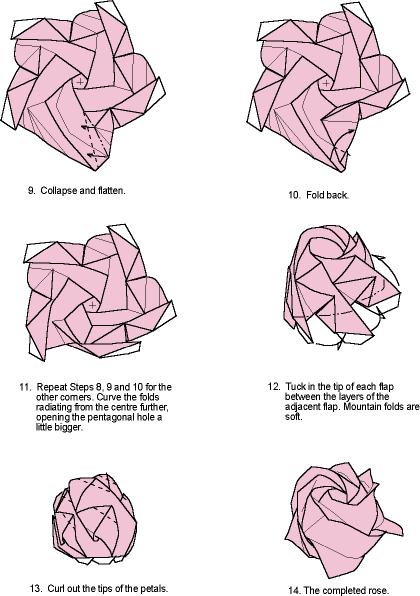 9. Collapse and flatten.
10. Fold back.
11. Repeat Steps 8, 9 and 10 for the
other corners. Curve the folds
radiating from the centre further,
opening the pentagonal hole a
little bigger.
12. Tuck in the tip of each flap
between the layers of the
adjacent flap. Mountain folds are
soft.
13. Curl out the tips of the petals.
14. The completed rose.